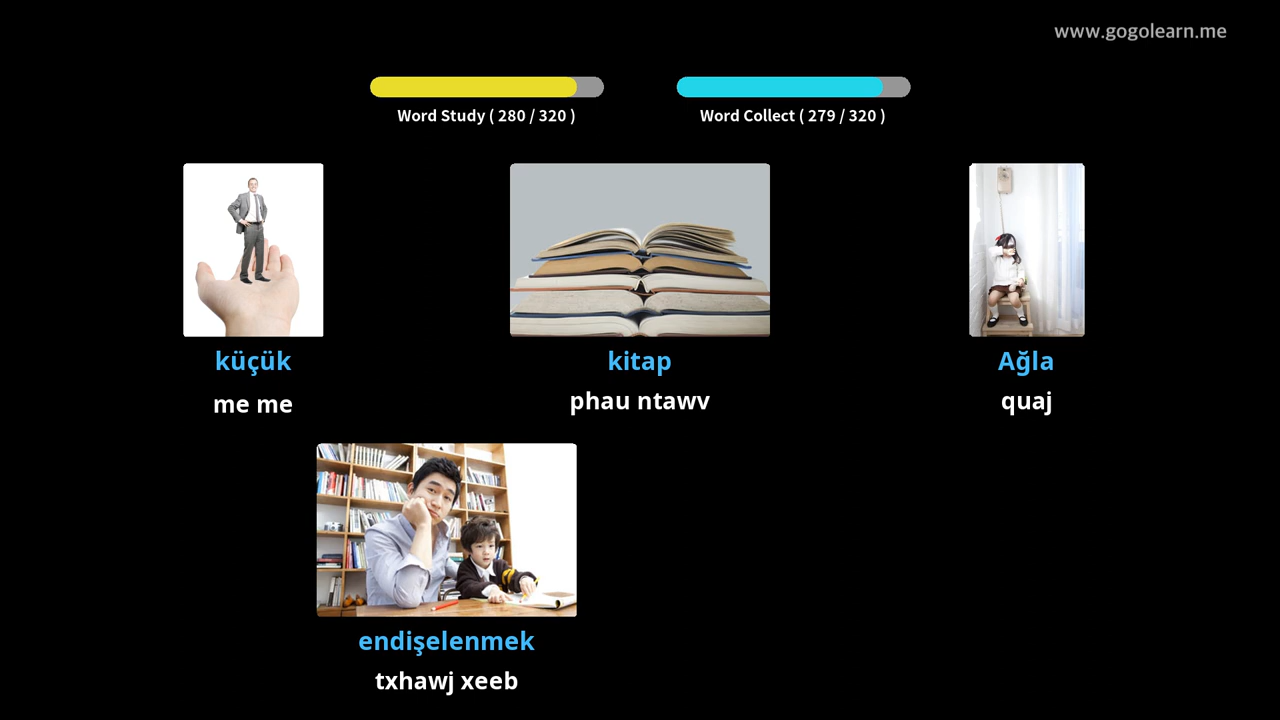 www.gogolearn.me
Word Study ( 280 / 320 )
Word Collect ( 279 / 320 )
küçük
kitap
Ağla
me me
phau ntawv
quaj
endişelenmek
txhawj xeeb